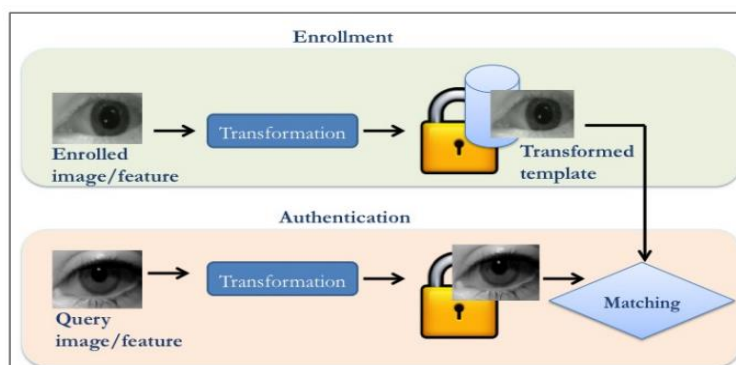 Enrollment
Transformation
Enrolled
image/feature
Transformed
template
Authentication
Transformation
Matching
Query
image/feature